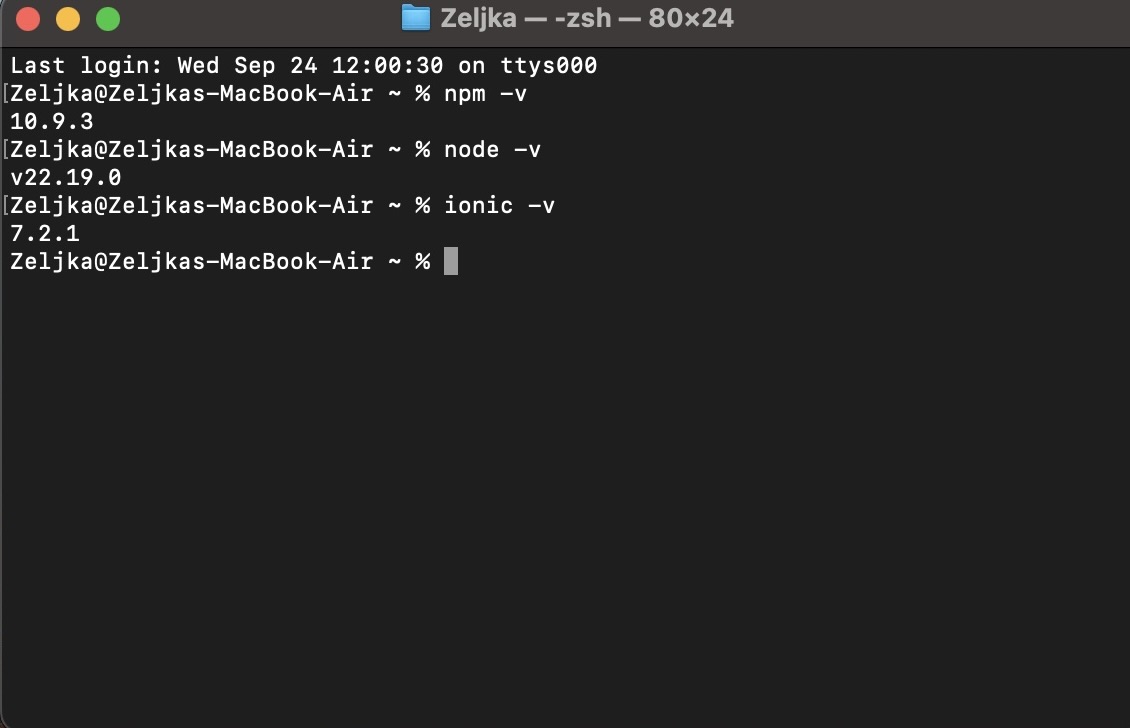 Zeljka — -zsh — 80×24
Last login: Wed Sep 24 12:00:30 on ttys000
[Zeljka@Zeljkas-MacBook-Air ~ % npm -v
10.9.3
[Zeljka@Zeljkas-MacBook-Air ~ % node -v
v22.19.0
[Zeljka@Zeljkas-MacBook-Air ~ % ionic -v
7.2.1
Zeljka@Zeljkas-MacBook-Air ~ %